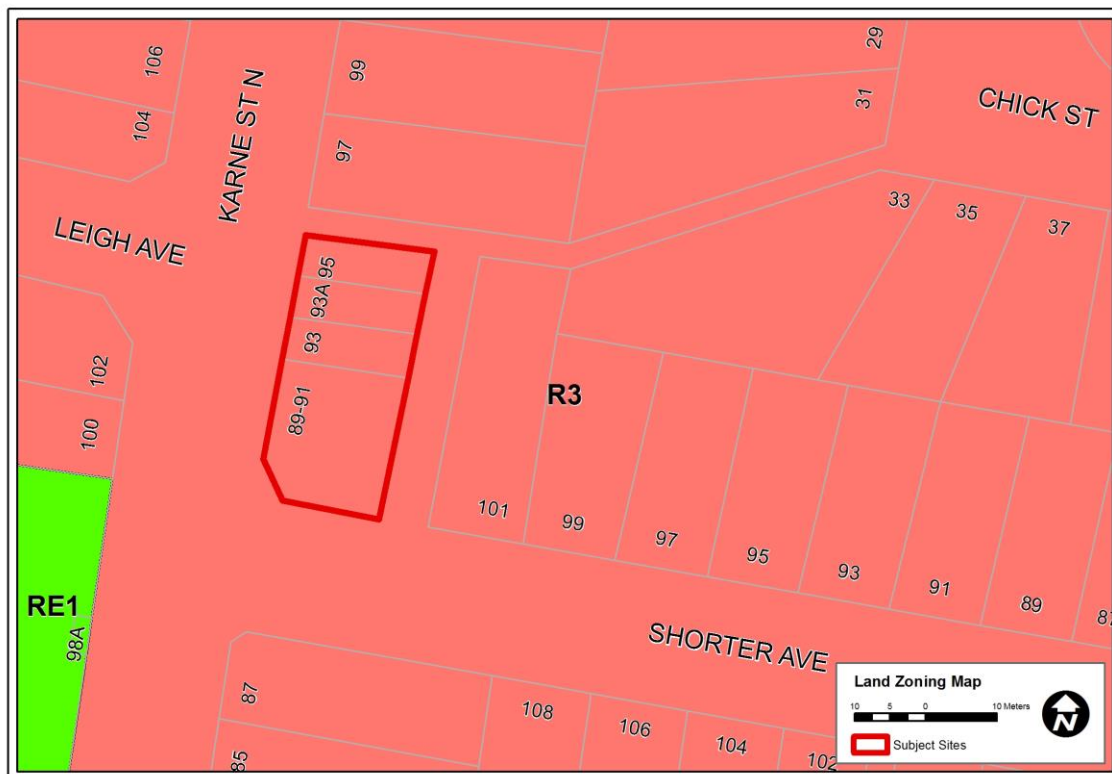 106
99
29
CHICK ST
31
104
KARNE ST N
97
33
35
37
LEIGH AVE
95
93A
93
102
R3
89-91
100
101
99
97
95
93
91
89
RE1
98A
SHORTER AVE
87
108
106
104
102
85
Land Zoning Map
10 5 0 10 Meters
N
Subject Sites